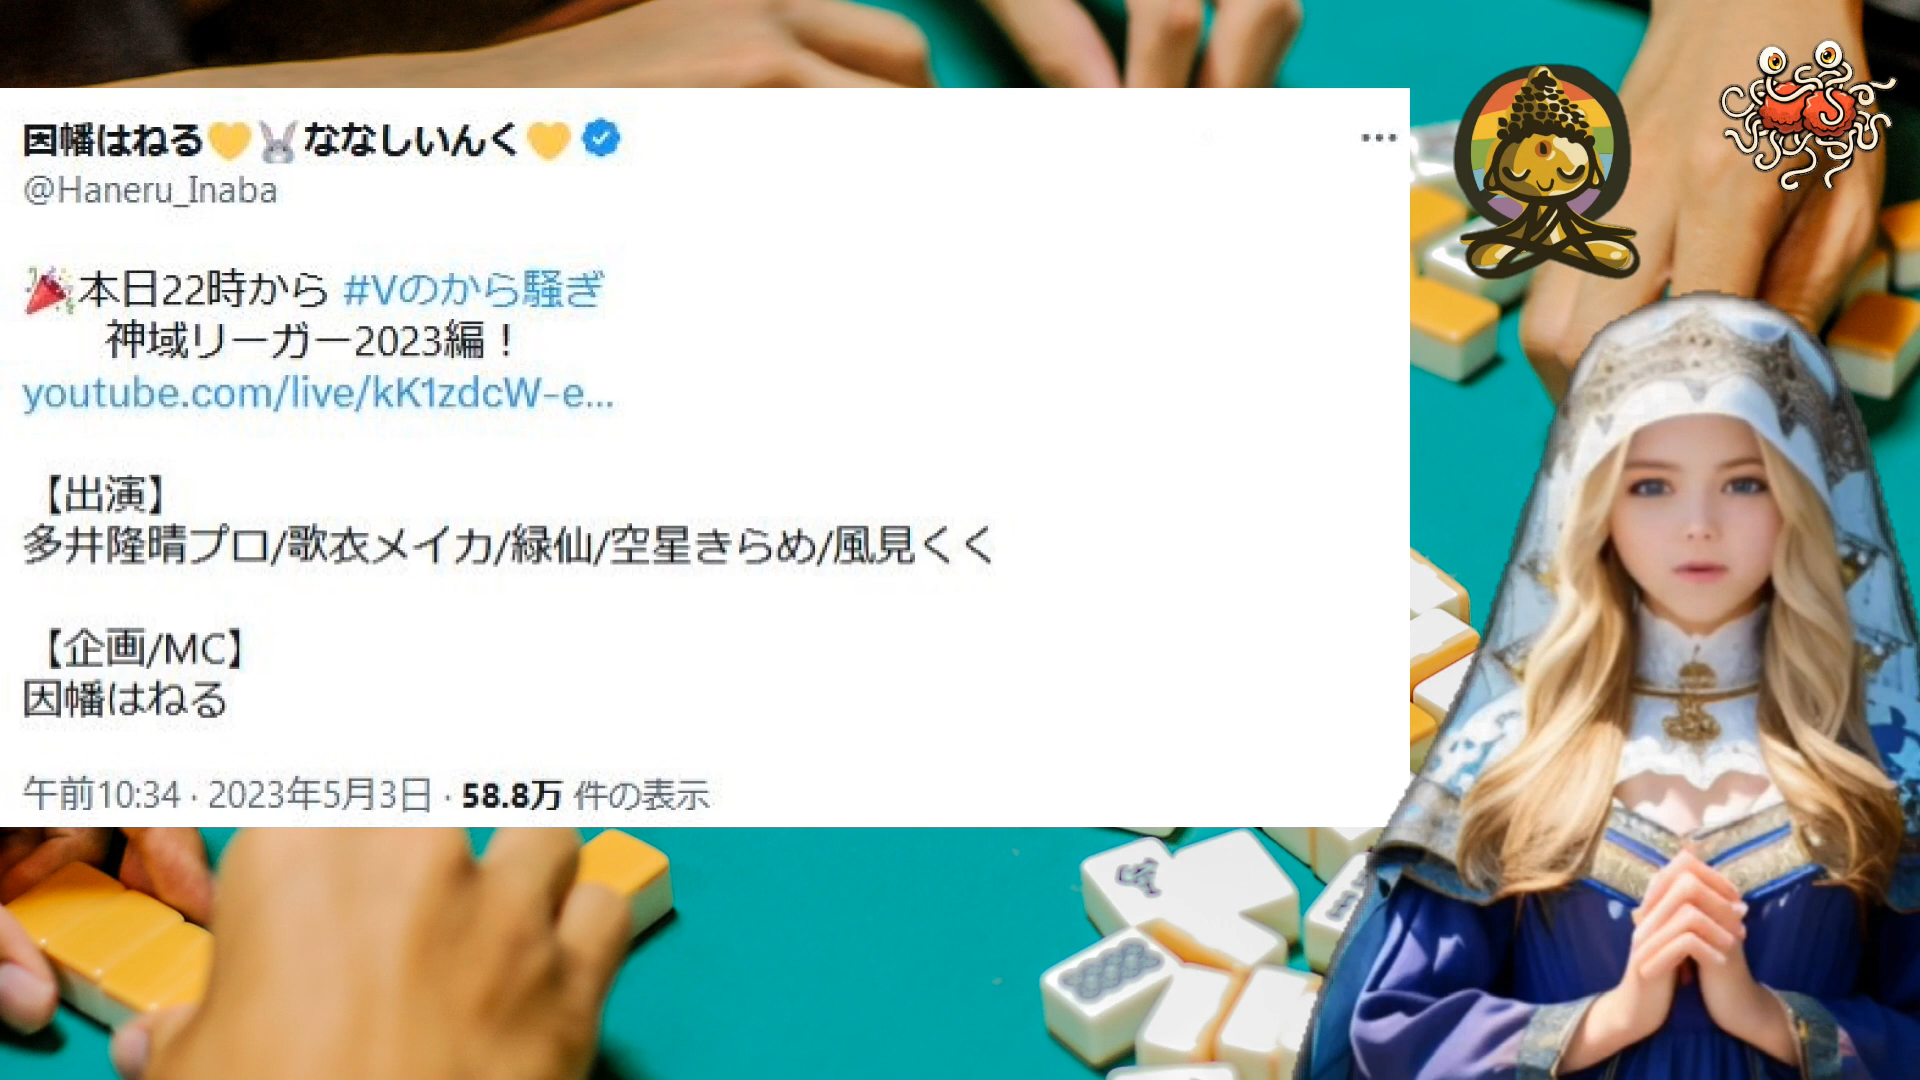 因幡はねる💛🐰ななしいんく💛
@Haneru_Inaba
🎉本日22時から #Vのから騒ぎ
神域リーガー2023編！
youtube.com/live/kK1zdcW-e…
【出演】
多井隆晴プロ/歌衣メイカ/緑仙/空星きらめ/風見くく
【企画/MC】
因幡はねる
午前10:34 · 2023年5月3日 · 58.8万 件の表示